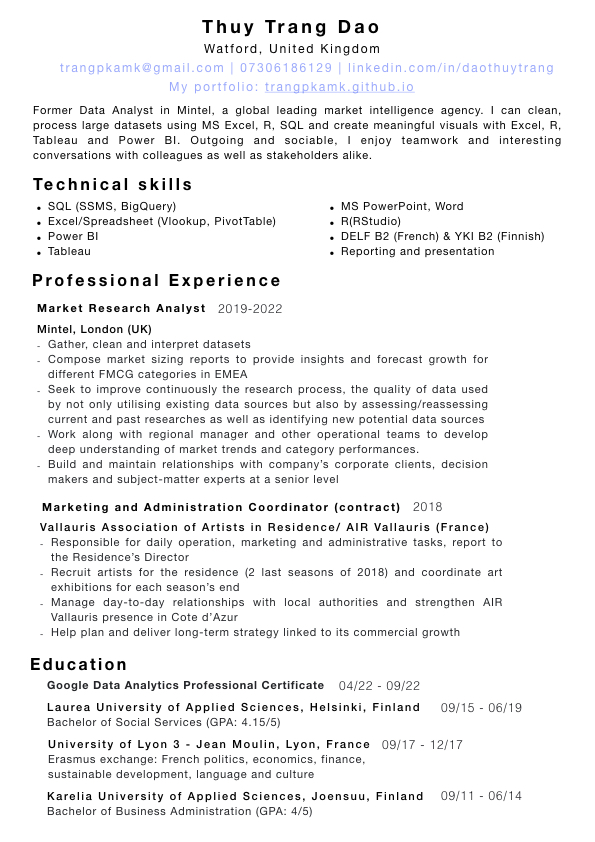 Thuy Trang Dao
Watford, United Kingdom
trangpkamk@gmail.com | 07306186129 | linkedin.com/in/daothuytrang
My portfolio: trangpkamk.github.io
Former Data Analyst in Mintel, a global leading market intelligence agency. I can clean,
process large datasets using MS Excel, R, SQL and create meaningful visuals with Excel, R,
Tableau and Power BI. Outgoing and sociable, I enjoy teamwork and interesting
conversations with colleagues as well as stakeholders alike.
Technical skills
• SQL (SSMS, BigQuery)
• Excel/Spreadsheet (Vlookup, PivotTable)
• Power BI
• Tableau
• MS PowerPoint, Word
• R(RStudio)
• DELF B2 (French) & YKI B2 (Finnish)
• Reporting and presentation
Professional Experience
Market Research Analyst 2019-2022
Mintel, London (UK)
- Gather, clean and interpret datasets
- Compose market sizing reports to provide insights and forecast growth for
different FMCG categories in EMEA
- Seek to improve continuously the research process, the quality of data used
by not only utilising existing data sources but also by assessing/reassessing
current and past researches as well as identifying new potential data sources
- Work along with regional manager and other operational teams to develop
deep understanding of market trends and category performances.
- Build and maintain relationships with company's corporate clients, decision
makers and subject-matter experts at a senior level
Marketing and Administration Coordinator (contract) 2018
Vallauris Association of Artists in Residence/ AIR Vallauris (France)
- Responsible for daily operation, marketing and administrative tasks, report to
the Residence's Director
- Recruit artists for the residence (2 last seasons of 2018) and coordinate art
exhibitions for each season's end
- Manage day-to-day relationships with local authorities and strengthen AIR
Vallauris presence in Cote d'Azur
- Help plan and deliver long-term strategy linked to its commercial growth
Education
Google Data Analytics Professional Certificate 04/22 - 09/22
Laurea University of Applied Sciences, Helsinki, Finland 09/15 - 06/19
Bachelor of Social Services (GPA: 4.15/5)
University of Lyon 3 - Jean Moulin, Lyon, France 09/17 - 12/17
Erasmus exchange: French politics, economics, finance,
sustainable development, language and culture
Karelia University of Applied Sciences, Joensuu, Finland 09/11 - 06/14
Bachelor of Business Administration (GPA: 4/5)